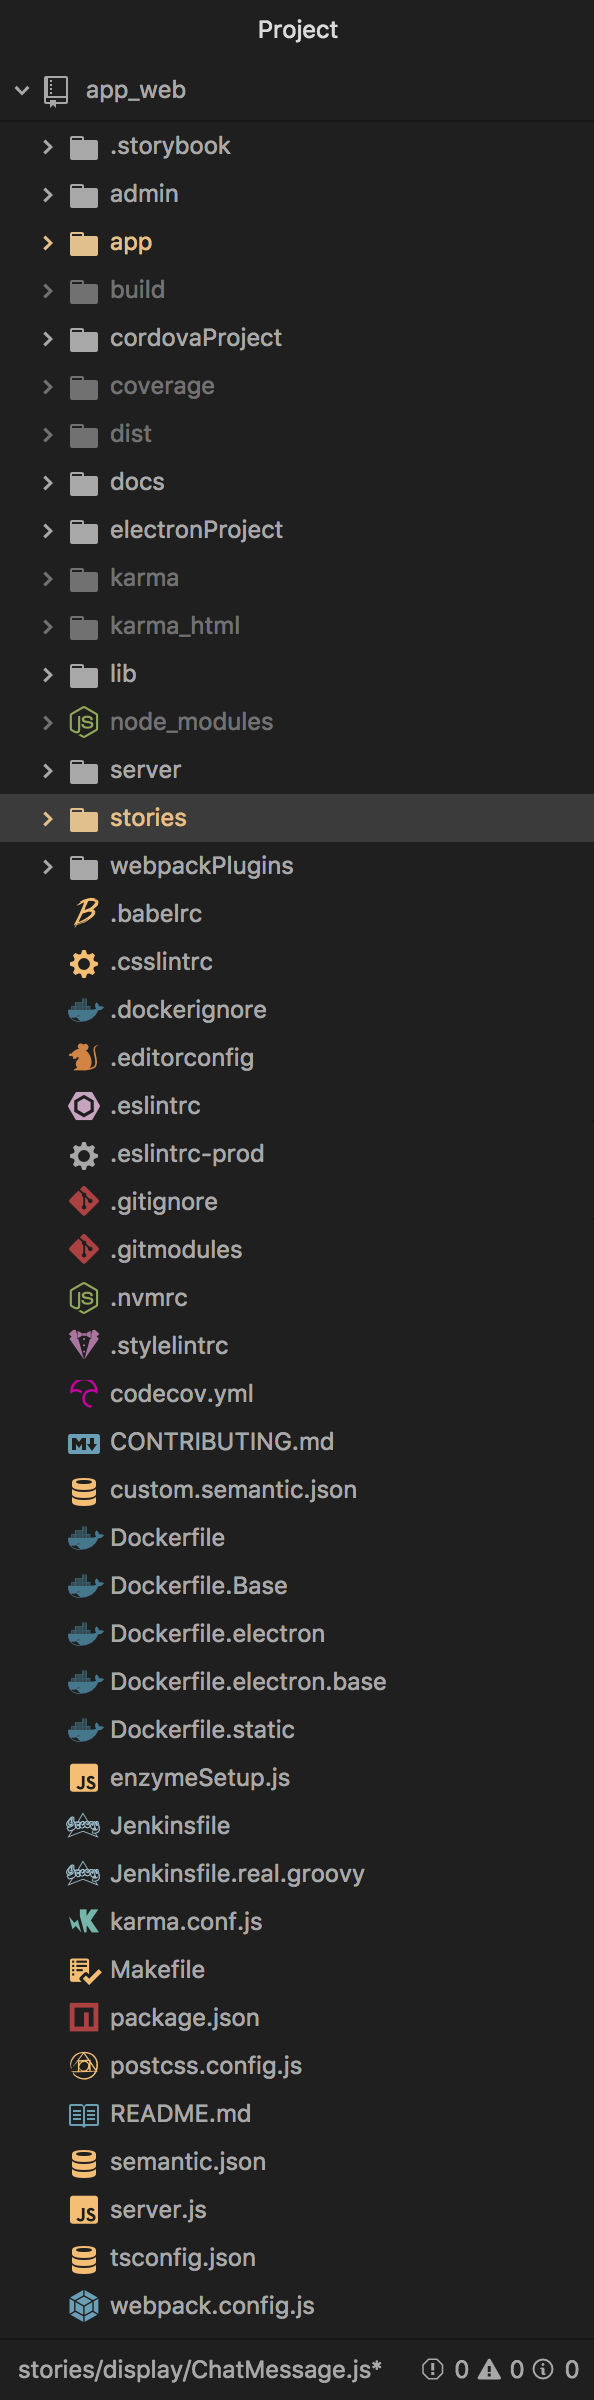 Project
app_web
.storybook
admin
app
build
cordovaProject
coverage
dist
docs
electronProject
karma
karma_html
lib
node_modules
server
stories
webpackPlugins
.babelrc
.csslintrc
.dockerignore
.editorconfig
.eslintrc
.eslintrc-prod
.gitignore
.gitmodules
.nvmrc
.stylelintrc
codecov.yml
CONTRIBUTING.md
custom.semantic.json
Dockerfile
Dockerfile.Base
Dockerfile.electron
Dockerfile.electron.base
Dockerfile.static
enzymeSetup.js
Jenkinsfile
Jenkinsfile.real.groovy
karma.conf.js
Makefile
package.json
postcss.config.js
README.md
semantic.json
server.js
tsconfig.json
webpack.config.js
stories/display/ChatMessage.js* 0 0 0